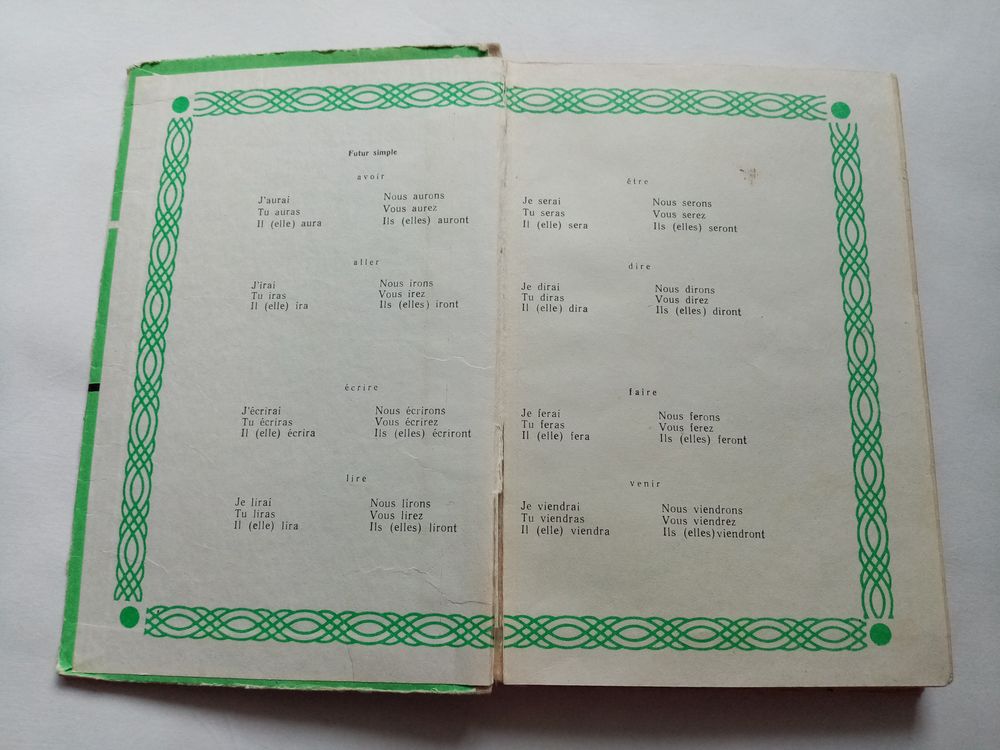 Futur simple
avoir
J'aurai Nous aurons
Tu auras Vous aurez
Il (elle) aura Ils (elles) auront
aller
J'irai Nous irons
Tu iras Vous irez
Il (elle) ira Ils (elles) iront
écrire
J'écrirai Nous écrirons
Tu écriras Vous écrirez
Il (elle) écrira Ils (elles) écriront
lire
Je lirai Nous lirons
Tu liras Vous lirez
Il (elle) lira Ils (elles) liront
être
Je serai Nous serons
Tu seras Vous serez
Il (elle) sera Ils (elles) seront
dire
Je dirai Nous dirons
Tu diras Vous direz
Il (elle) dira Ils (elles) diront
faire
Je ferai Nous ferons
Tu feras Vous ferez
Il (elle) fera Ils (elles) feront
venir
Je viendrai Nous viendrons
Tu viendras Vous viendrez
Il (elle) viendra Ils (elles) viendront